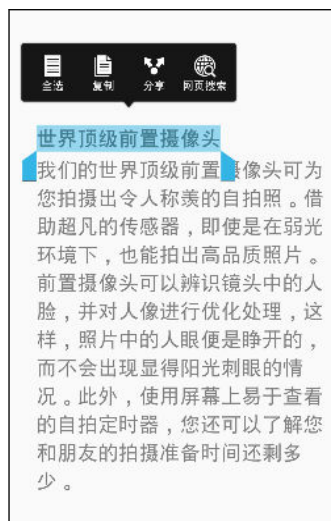 全选 复制 分享 网页搜索
世界顶级前置摄像头
我们的世界顶级前置摄像头可为
您拍摄出令人称羡的自拍照。借
助超凡的传感器，即使是在弱光
环境下，也能拍出高品质照片。
前置摄像头可以辨识镜头中的人
脸，并对人像进行优化处理，这
样，照片中的人眼便是睁开的，
而不会出现显得阳光刺眼的情
况。此外，使用屏幕上易于查看
的自拍定时器，您还可以了解您
和朋友的拍摄准备时间还剩多
少。